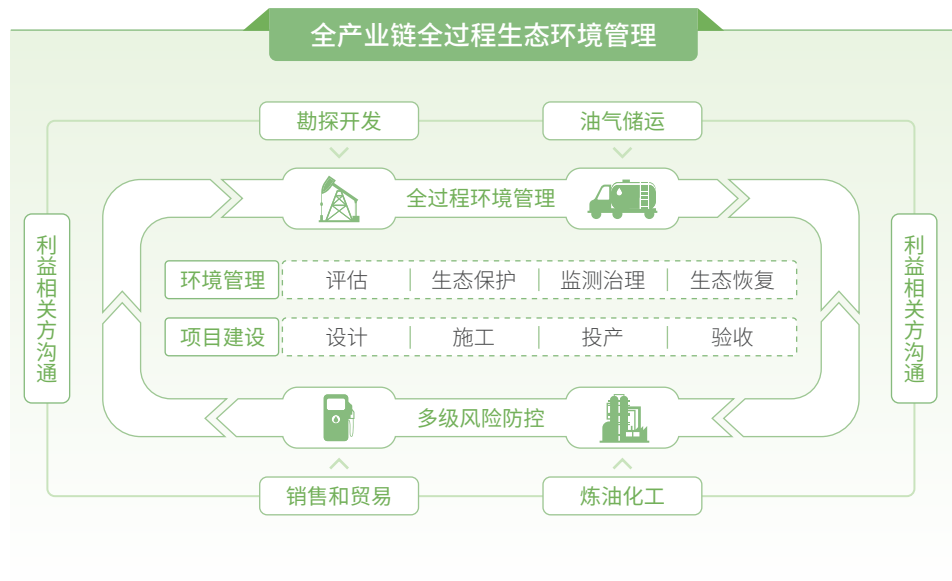 全产业链全过程生态环境管理
勘探开发
油气储运
全过程环境管理
利益相关方沟通
利益相关方沟通
环境管理 评估 生态保护 监测治理 生态恢复
项目建设 设计 施工 投产 验收
多级风险防控
销售和贸易
炼油化工